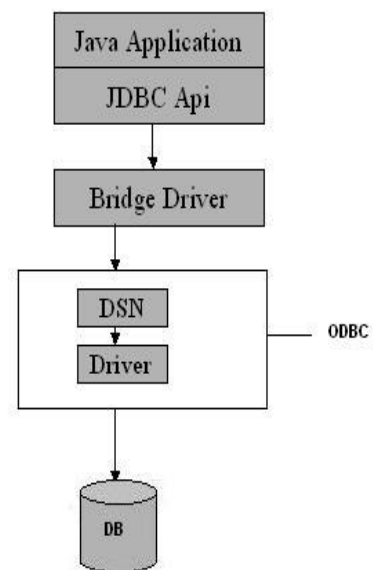 Java Application
JDBC Api
Bridge Driver
DSN
ODBC
Driver
DB